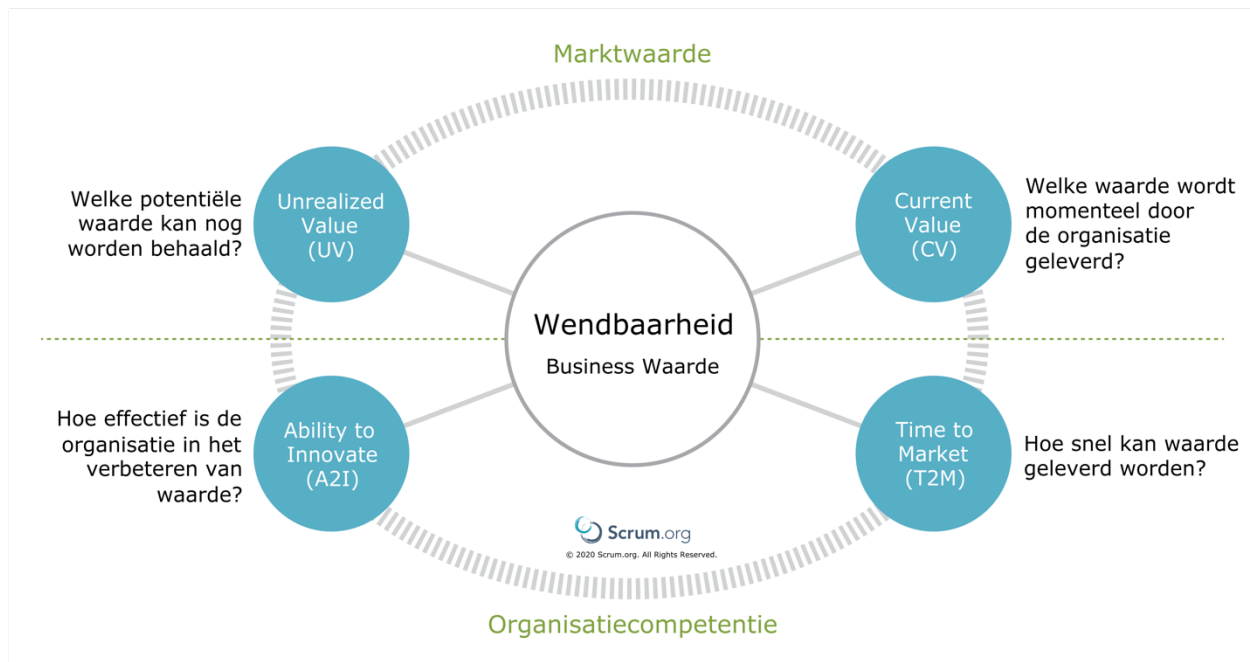 Marktwaarde
Welke potentiële
waarde kan nog
worden behaald?
Unrealized
Value
(UV)
Current
Value
(CV)
Welke waarde wordt
momenteel door
de organisatie
geleverd?
Wendbaarheid
Business Waarde
Hoe effectief is de
organisatie in het
verbeteren van
waarde?
Ability to
Innovate
(A2I)
Time to
Market
(T2M)
Hoe snel kan waarde
geleverd worden?
Scrum.org
© 2020 Scrum.org. All Rights Reserved.
Organisatiecompetentie